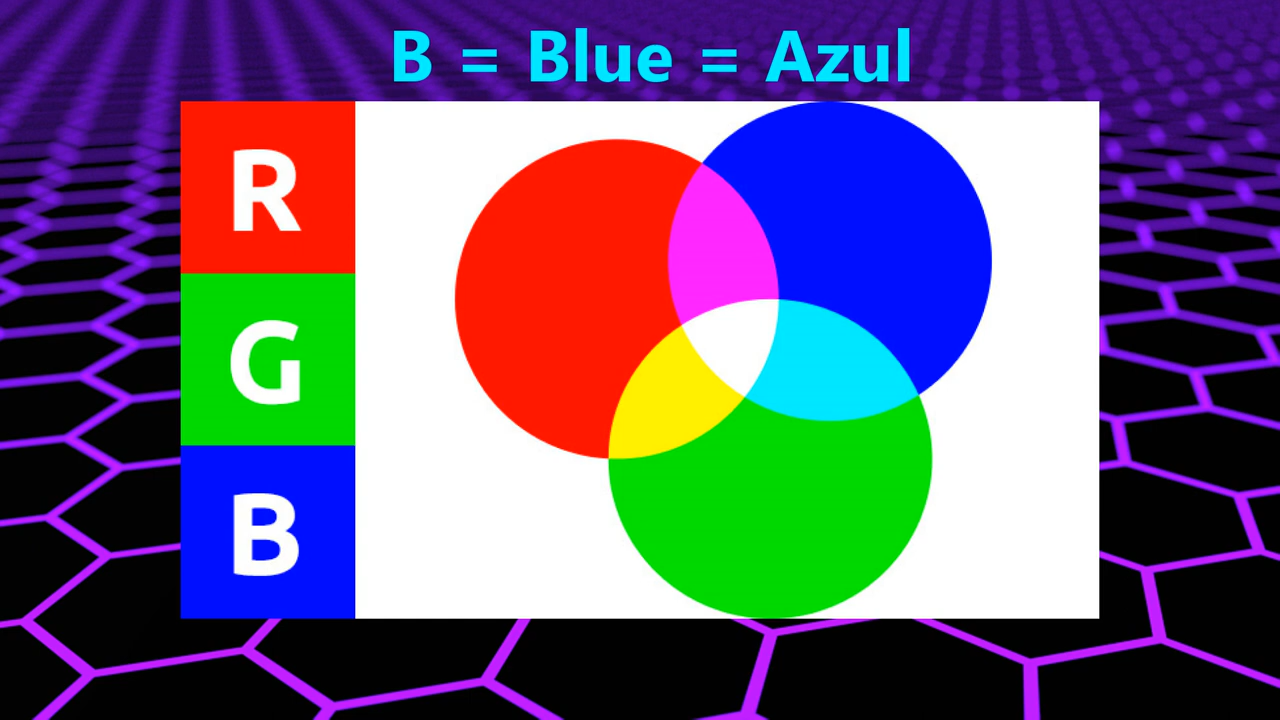 B = Blue = Azul
R
G
B